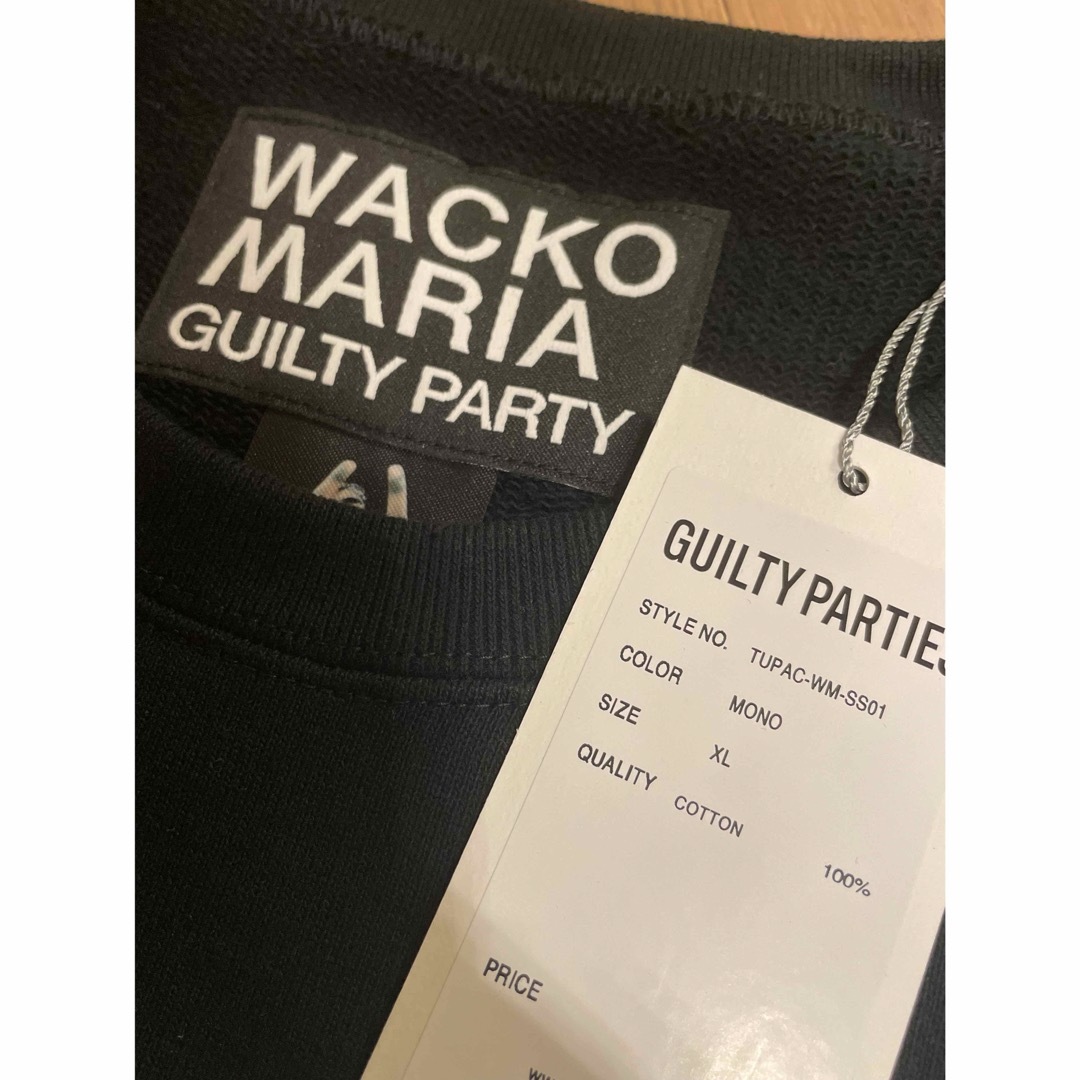 WACKO
MARIA
GUILTY PARTY
GUILTY PARTIES
STYLE NO. TUPAC-WM-SS01
COLOR MONO
SIZE XL
QUALITY COTTON
100%
PRICE